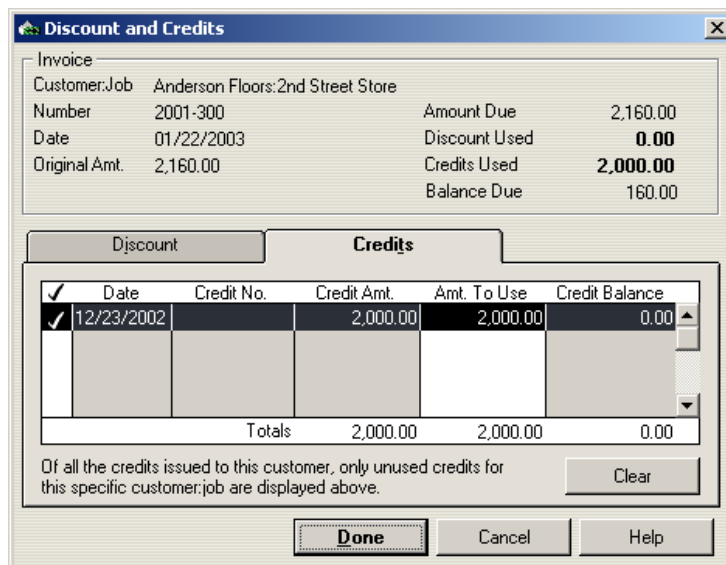 Discount and Credits
Invoice
Customer:Job Anderson Floors:2nd Street Store
Number 2001-300 Amount Due 2,160.00
Date 01/22/2003 Discount Used 0.00
Original Amt. 2,160.00 Credits Used 2,000.00
Balance Due 160.00
Discount Credits
✓ Date Credit No. Credit Amt. Amt. To Use Credit Balance
✓ 12/23/2002 2,000.00 2,000.00 0.00
Totals 2,000.00 2,000.00 0.00
Of all the credits issued to this customer, only unused credits for
this specific customer:job are displayed above.
Clear
Done Cancel Help